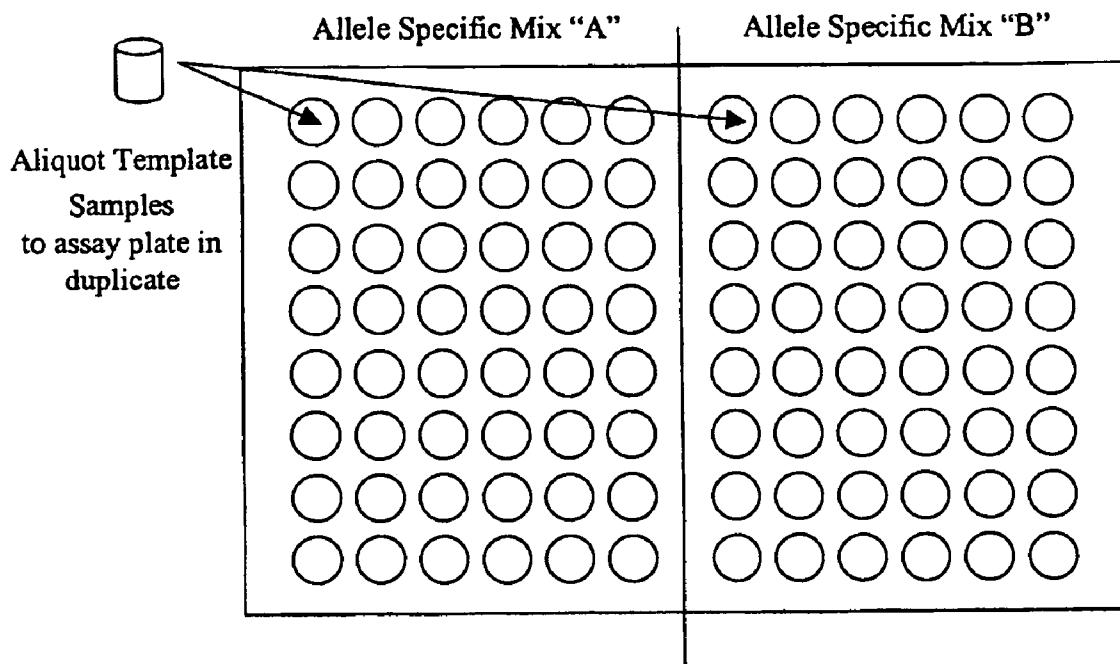 Allele Specific Mix “A”
Allele Specific Mix “B”
Aliquot Template
Samples
to assay plate in
duplicate